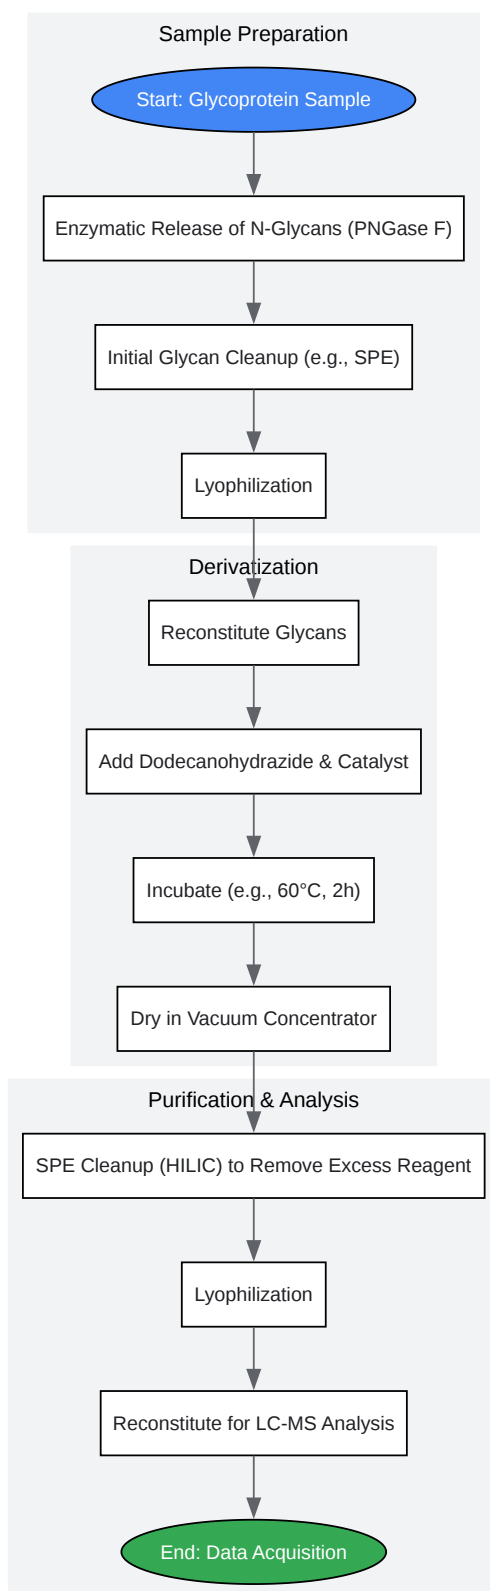 Sample Preparation
Start: Glycoprotein Sample
Enzymatic Release of N-Glycans (PNGase F)
Initial Glycan Cleanup (e.g., SPE)
Lyophilization
Derivatization
Reconstitute Glycans
Add Dodecanohydrazide & Catalyst
Incubate (e.g., 60°C, 2h)
Dry in Vacuum Concentrator
Purification & Analysis
SPE Cleanup (HILIC) to Remove Excess Reagent
Lyophilization
Reconstitute for LC-MS Analysis
End: Data Acquisition